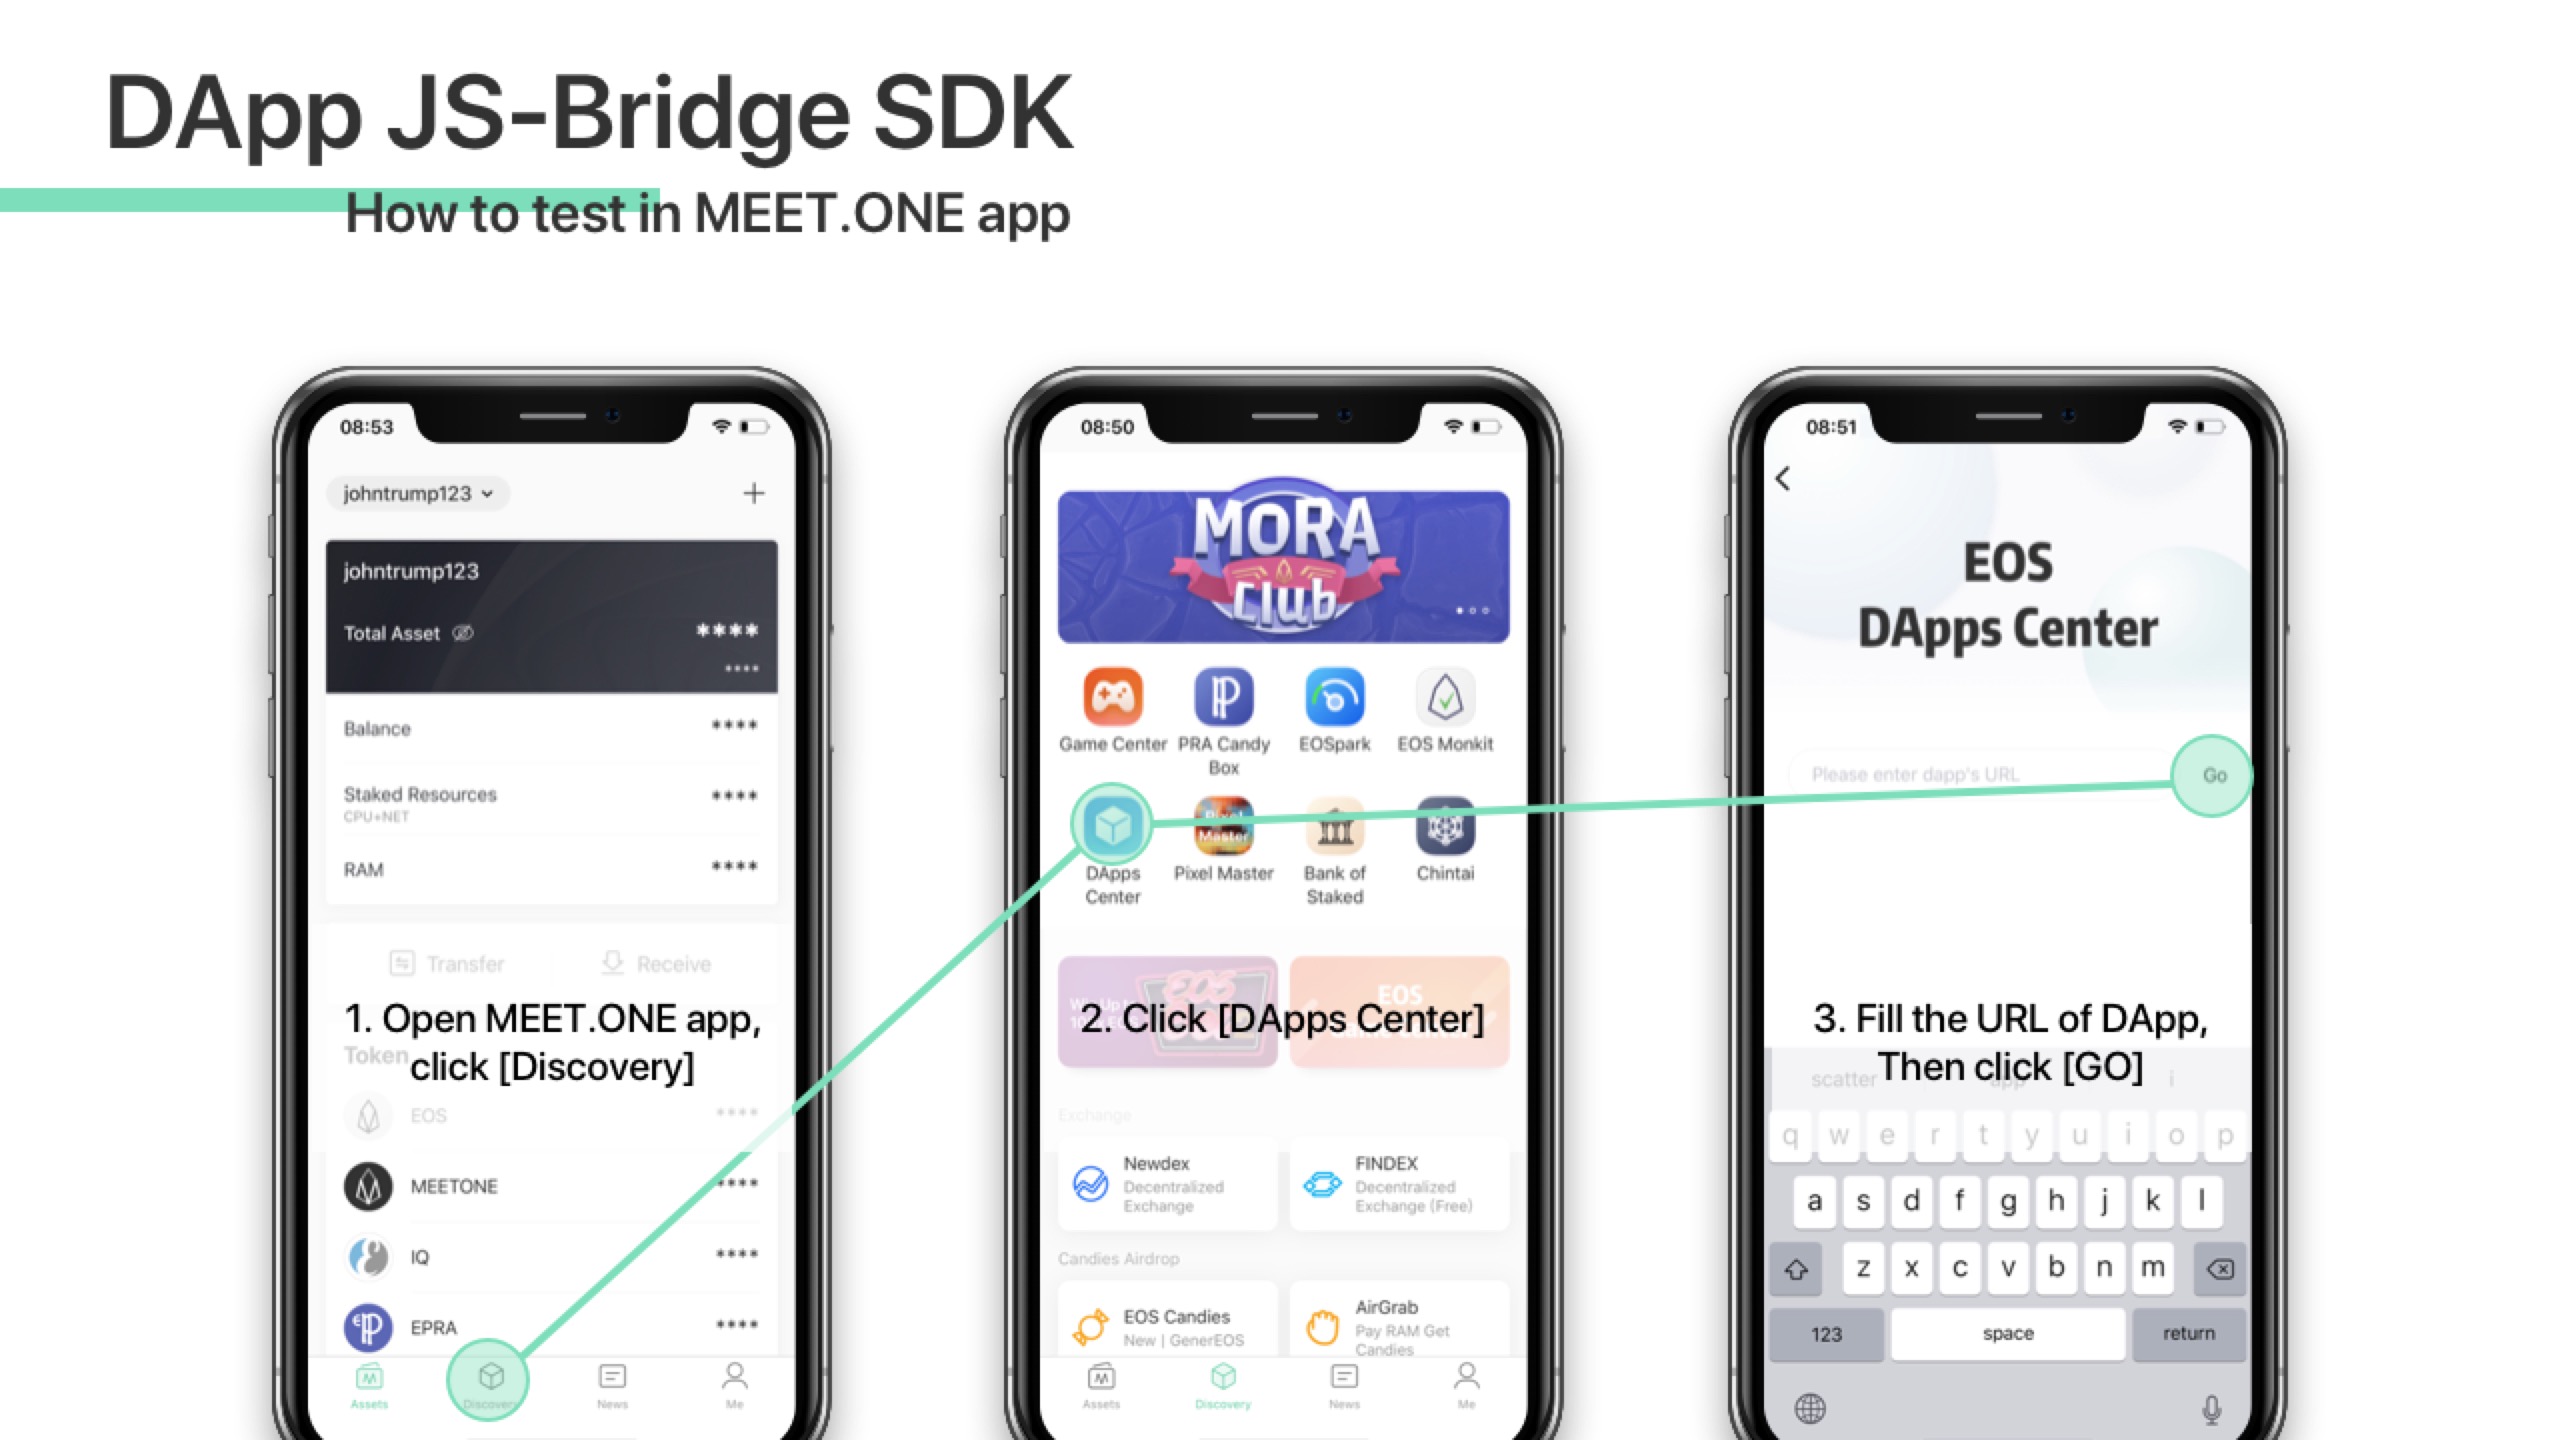 DApp JS-Bridge SDK
How to test in MEET.ONE app
08:53
johntrump123
johntrump123
Total Asset
****
****
Balance
****
Staked Resources
****
CPU+NET
RAM
****
Transfer
Receive
1. Open MEET.ONE app,
click [Discovery]
Token
EOS
****
MEETONE
****
IQ
****
EPRA
****
Assets
Discovery
News
Me
08:50
MORA
Club
Game Center
PRA Candy
Box
EOSpark
EOS Monkit
DApps
Center
Pixel
Master
Pixel Master
Bank of
Staked
Chintai
EOS
EOS
2. Click [DApps Center]
Exchange
Newdex
Decentralized
Exchange
FINDEX
Decentralized
Exchange (Free)
Candies Airdrop
EOS Candies
New | GenerEOS
AirGrab
Pay RAM Get
Candies
Assets
Discovery
News
Me
08:51
EOS
DApps Center
Please enter dapp's URL
Go
3. Fill the URL of DApp,
Then click [GO]
scatter
app
i
q w e r t y u i o p
a s d f g h j k l
z x c v b n m
123
space
return